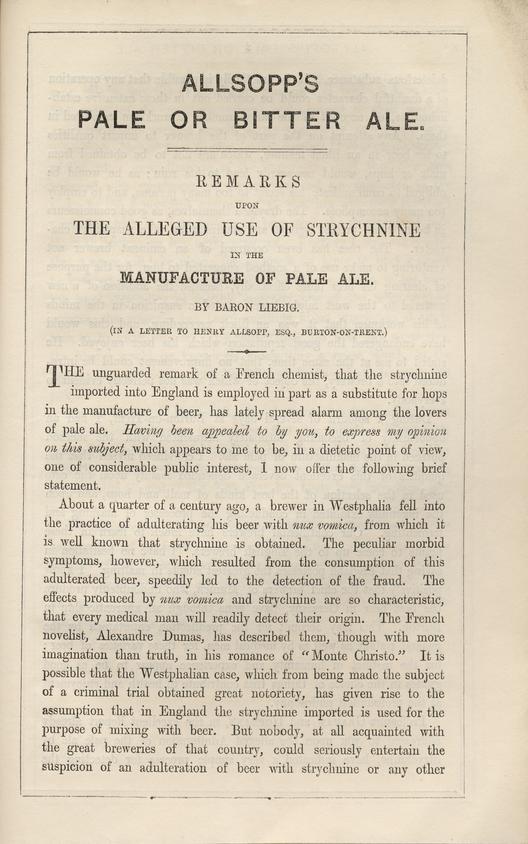 ALLSOPP'S
PALE OR BITTER ALE.
REMARKS
UPON
THE ALLEGED USE OF STRYCHNINE
IN THE
MANUFACTURE OF PALE ALE.
BY BARON LIEBIG.
(IN A LETTER TO HENRY ALLSOPP, ESQ., BURTON-ON-TRENT.)
THE unguarded remark of a French chemist, that the strychnine
imported into England is employed in part as a substitute for hops
in the manufacture of beer, has lately spread alarm among the lovers
of pale ale. Having been appealed to by you, to express my opinion
on this subject, which appears to me to be, in a dietetic point of view,
one of considerable public interest, I now offer the following brief
statement.
About a quarter of a century ago, a brewer in Westphalia fell into
the practice of adulterating his beer with nux vomica, from which it
is well known that strychnine is obtained. The peculiar morbid
symptoms, however, which resulted from the consumption of this
adulterated beer, speedily led to the detection of the fraud. The
effects produced by nux vomica and strychnine are so characteristic,
that every medical man will readily detect their origin. The French
novelist, Alexandre Dumas, has described them, though with more
imagination than truth, in his romance of "Monte Christo." It is
possible that the Westphalian case, which from being made the subject
of a criminal trial obtained great notoriety, has given rise to the
assumption that in England the strychnine imported is used for the
purpose of mixing with beer. But nobody, at all acquainted with
the great breweries of that country, could seriously entertain the
suspicion of an adulteration of beer with strychnine or any other